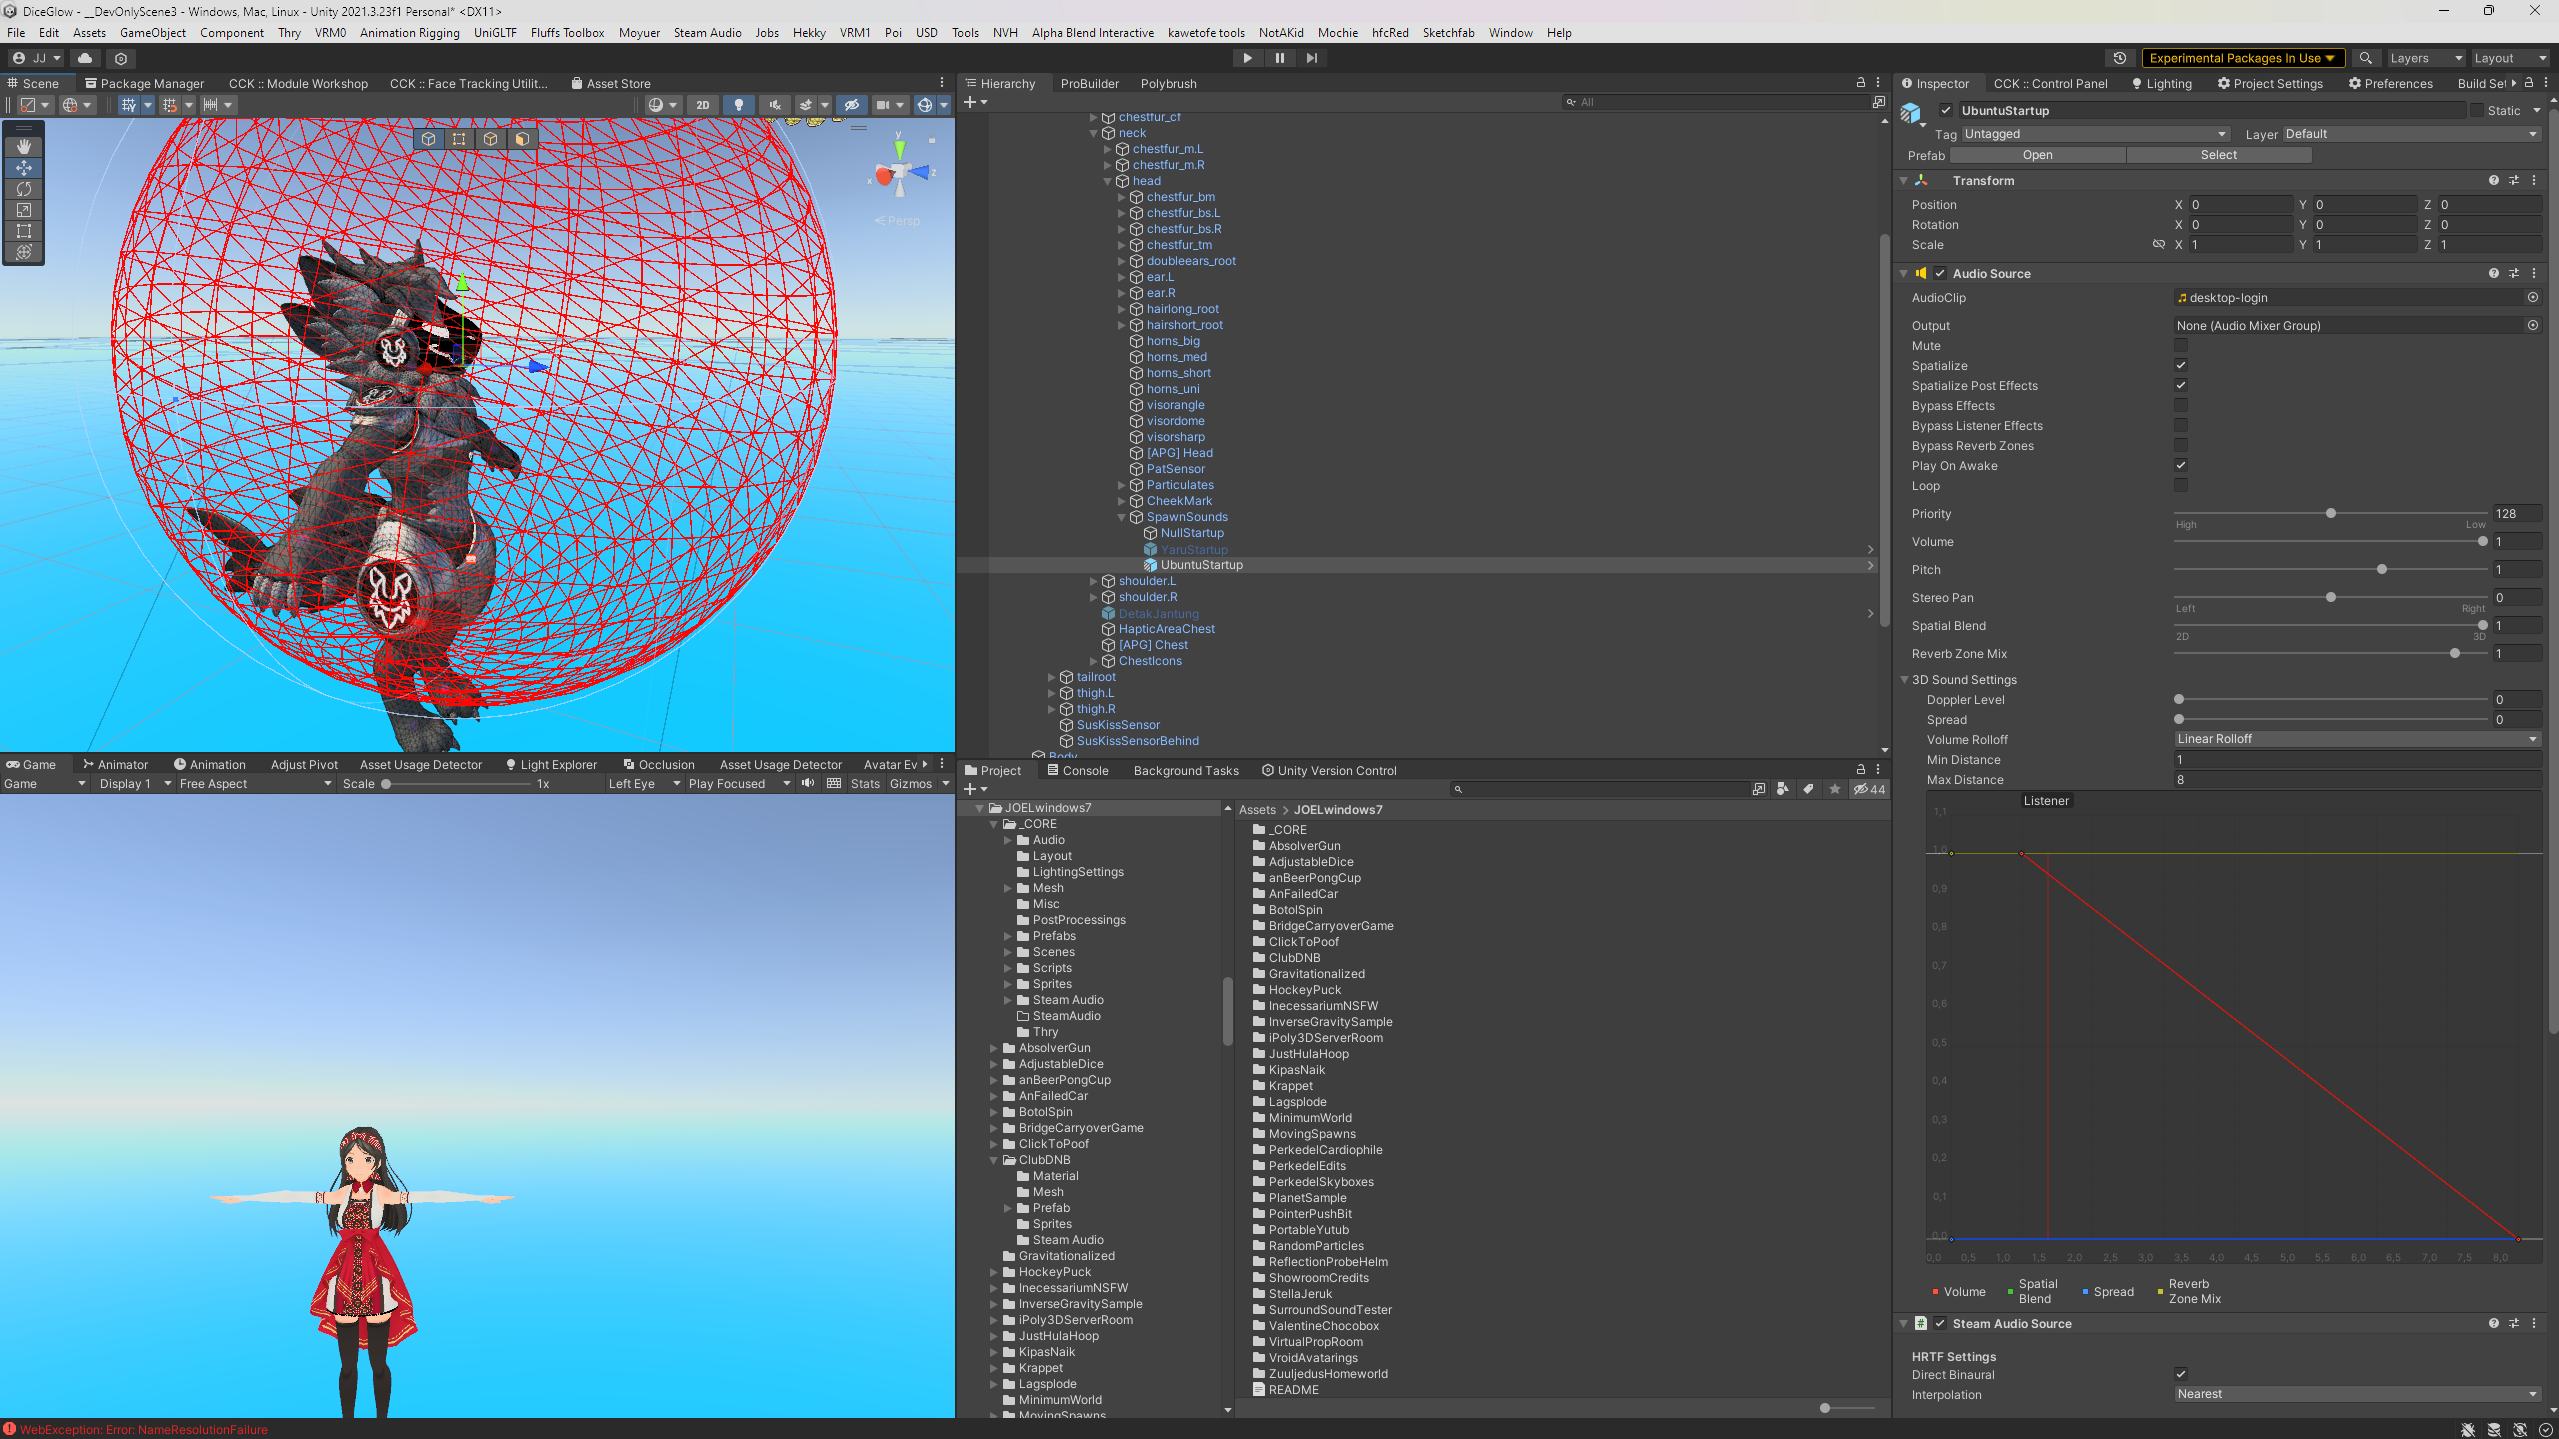 DiceGlow - __DevOnlyScene3 - Windows, Mac, Linux - Unity 2021.3.23f1 Personal* <DX11>
File Edit Assets GameObject Component Thry VRM0 Animation Rigging UniGLTF Fluffs Toolbox Moyuer Steam Audio Jobs Hekky VRM1 Poi USD Tools NVH Alpha Blend Interactive kawetofe tools NotAKid Mochie hfcRed Sketchfab Window Help
JJ Experimental Packages In Use Layers Layout
Scene Package Manager CCK :: Module Workshop CCK :: Face Tracking Utilit... Asset Store
2D
y
x
z
Persp
Hierarchy ProBuilder Polybrush
All
chestfur_cf
neck
chestfur_m.L
chestfur_m.R
head
chestfur_bm
chestfur_bs.L
chestfur_bs.R
chestfur_tm
doubleears_root
ear.L
ear.R
hairlong_root
hairshort_root
horns_big
horns_med
horns_short
horns_uni
visorangle
visordome
visorsharp
[APG] Head
PatSensor
Particulates
CheekMark
SpawnSounds
NullStartup
YaruStartup
UbuntuStartup
shoulder.L
shoulder.R
DetakJantung
HapticAreaChest
[APG] Chest
ChestIcons
tailroot
thigh.L
thigh.R
SusKissSensor
SusKissSensorBehind
Body
Game Animator Animation Adjust Pivot Asset Usage Detector Light Explorer Occlusion Asset Usage Detector Avatar Ev
Game Display 1 Free Aspect Scale 1x Left Eye Play Focused Stats Gizmos
Project Console Background Tasks Unity Version Control
44
JOELwindows7
_CORE
Audio
Layout
LightingSettings
Mesh
Misc
PostProcessings
Prefabs
Scenes
Scripts
Sprites
Steam Audio
SteamAudio
Thry
AbsolverGun
AdjustableDice
anBeerPongCup
AnFailedCar
BotolSpin
BridgeCarryoverGame
ClickToPoof
ClubDNB
Material
Mesh
Prefab
Sprites
Steam Audio
Gravitationalized
HockeyPuck
InecessariumNSFW
InverseGravitySample
iPoly3DServerRoom
JustHulaHoop
KipasNaik
Krappet
Lagsplode
MinimumWorld
MovingSpawns
Assets > JOELwindows7
_CORE
AbsolverGun
AdjustableDice
anBeerPongCup
AnFailedCar
BotolSpin
BridgeCarryoverGame
ClickToPoof
ClubDNB
Gravitationalized
HockeyPuck
InecessariumNSFW
InverseGravitySample
iPoly3DServerRoom
JustHulaHoop
KipasNaik
Krappet
Lagsplode
MinimumWorld
MovingSpawns
PerkedelCardiophile
PerkedelEdits
PerkedelSkyboxes
PlanetSample
PointerPushBit
PortableYutub
RandomParticles
ReflectionProbeHelm
ShowroomCredits
StellaJeruk
SurroundSoundTester
ValentineChocobox
VirtualPropRoom
VroidAvatarings
ZuuljedusHomeworld
README
Inspector CCK :: Control Panel Lighting Project Settings Preferences Build Set
UbuntuStartup Static
Tag Untagged Layer Default
Prefab Open Select
Transform
Position X 0 Y 0 Z 0
Rotation X 0 Y 0 Z 0
Scale X 1 Y 1 Z 1
Audio Source
AudioClip desktop-login
Output None (Audio Mixer Group)
Mute
Spatialize
Spatialize Post Effects
Bypass Effects
Bypass Listener Effects
Bypass Reverb Zones
Play On Awake
Loop
Priority 128
High Low
Volume 1
Pitch 1
Stereo Pan 0
Left Right
Spatial Blend 1
2D 3D
Reverb Zone Mix 1
3D Sound Settings
Doppler Level 0
Spread 0
Volume Rolloff Linear Rolloff
Min Distance 1
Max Distance 8
Listener
1,1
1,0
0,9
0,8
0,7
0,6
0,5
0,4
0,3
0,2
0,1
0,0
0,0 0,5 1,0 1,5 2,0 2,5 3,0 3,5 4,0 4,5 5,0 5,5 6,0 6,5 7,0 7,5 8,0
Volume Spatial Blend Spread Reverb Zone Mix
Steam Audio Source
HRTF Settings
Direct Binaural
Interpolation Nearest
WebException: Error: NameResolutionFailure